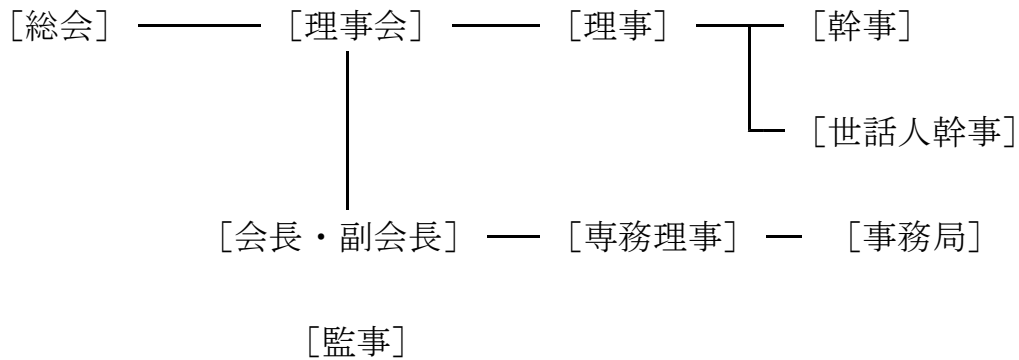 ［総会］ ［理事会］ ［理事］ ［幹事］
［世話人幹事］
［会長・副会長］ ［専務理事］ ［事務局］
［監事］